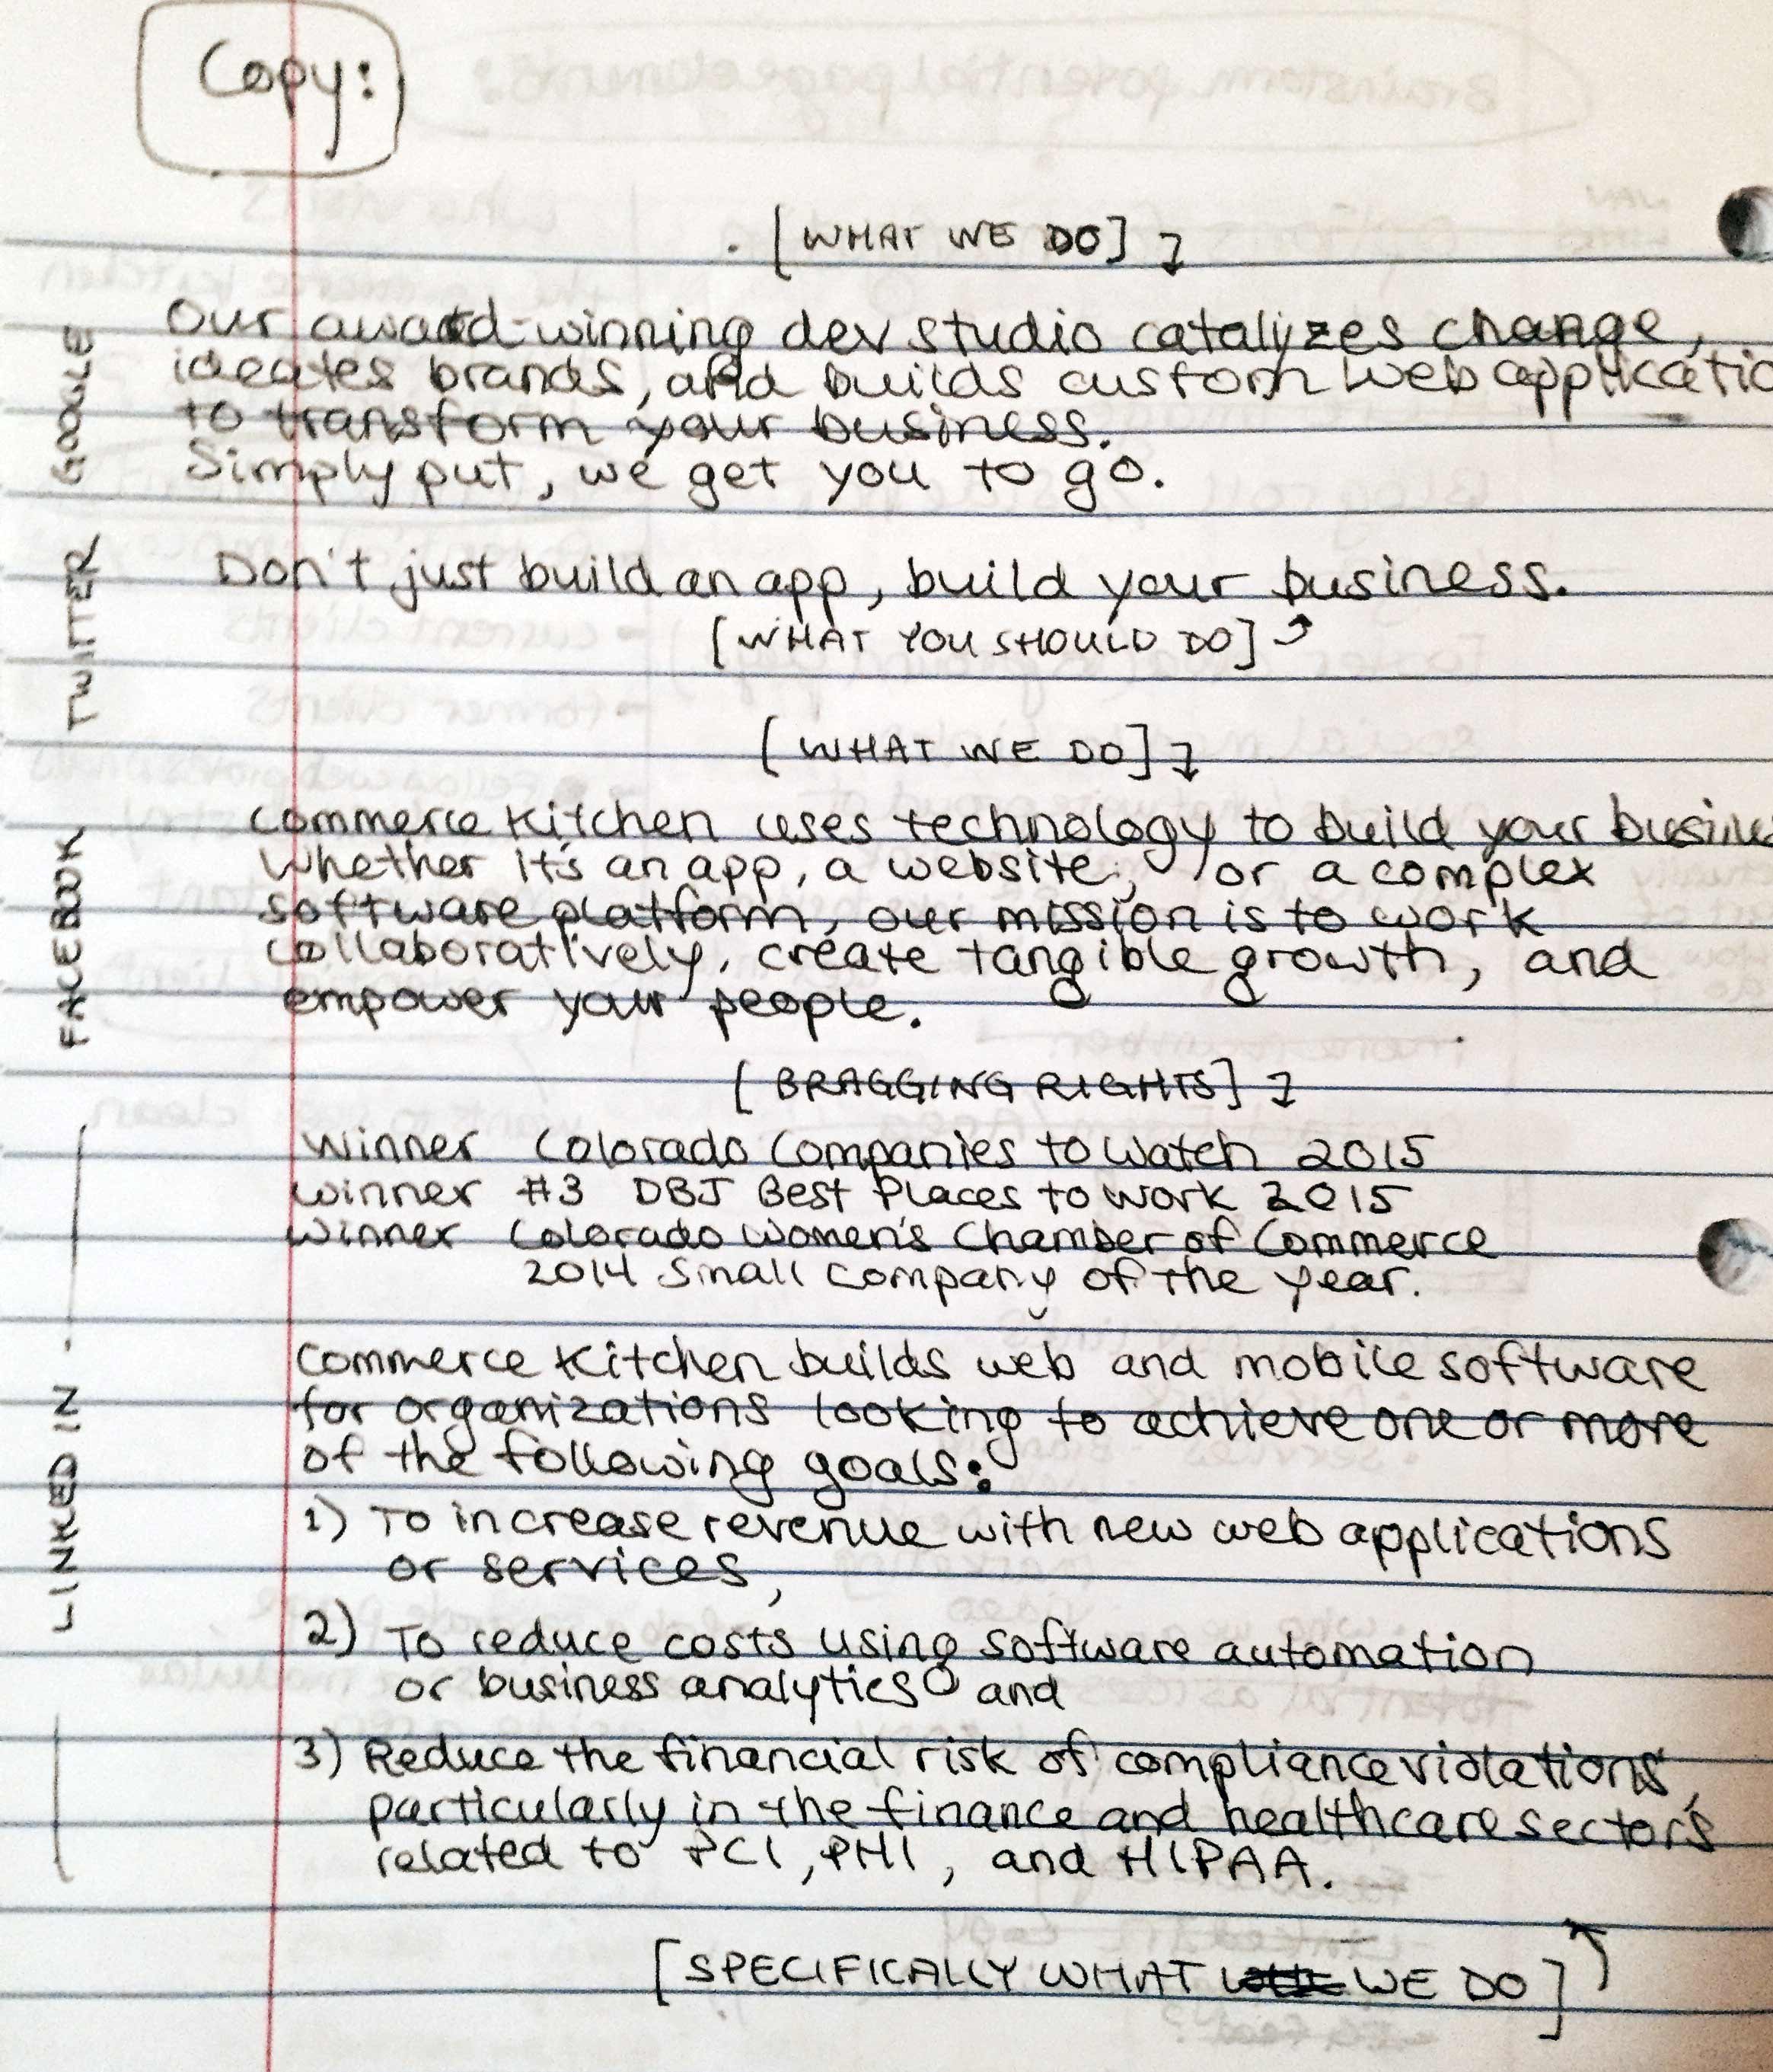 Copy:
[WHAT WE DO]
GOOGLE
Our award-winning dev studio catalyzes change,
ideates brands, and builds custom web applicatio
to transform your business.
Simply put, we get you to go.
TWITTER
Don't just build an app, build your business.
[WHAT YOU SHOULD DO]
[WHAT WE DO]
FACEBOOK
Commerce Kitchen uses technology to build your busine
Whether it's an app, a website, or a complex
software platform, our mission is to work
collaboratively, create tangible growth, and
empower your people.
[BRAGGING RIGHTS]
LINKED IN
Winner Colorado Companies to Watch 2015
Winner #3 DBJ Best Places to Work 2015
Winner Colorado Women's Chamber of Commerce
2014 Small Company of the Year.
Commerce Kitchen builds web and mobile software
for organizations looking to achieve one or more
of the following goals:
1) To increase revenue with new web applications
or services,
2) To reduce costs using software automation
or business analytics and
3) Reduce the financial risk of compliance violations,
particularly in the finance and healthcare sectors
related to PCI, PHI, and HIPAA.
[SPECIFICALLY WHAT WE DO]